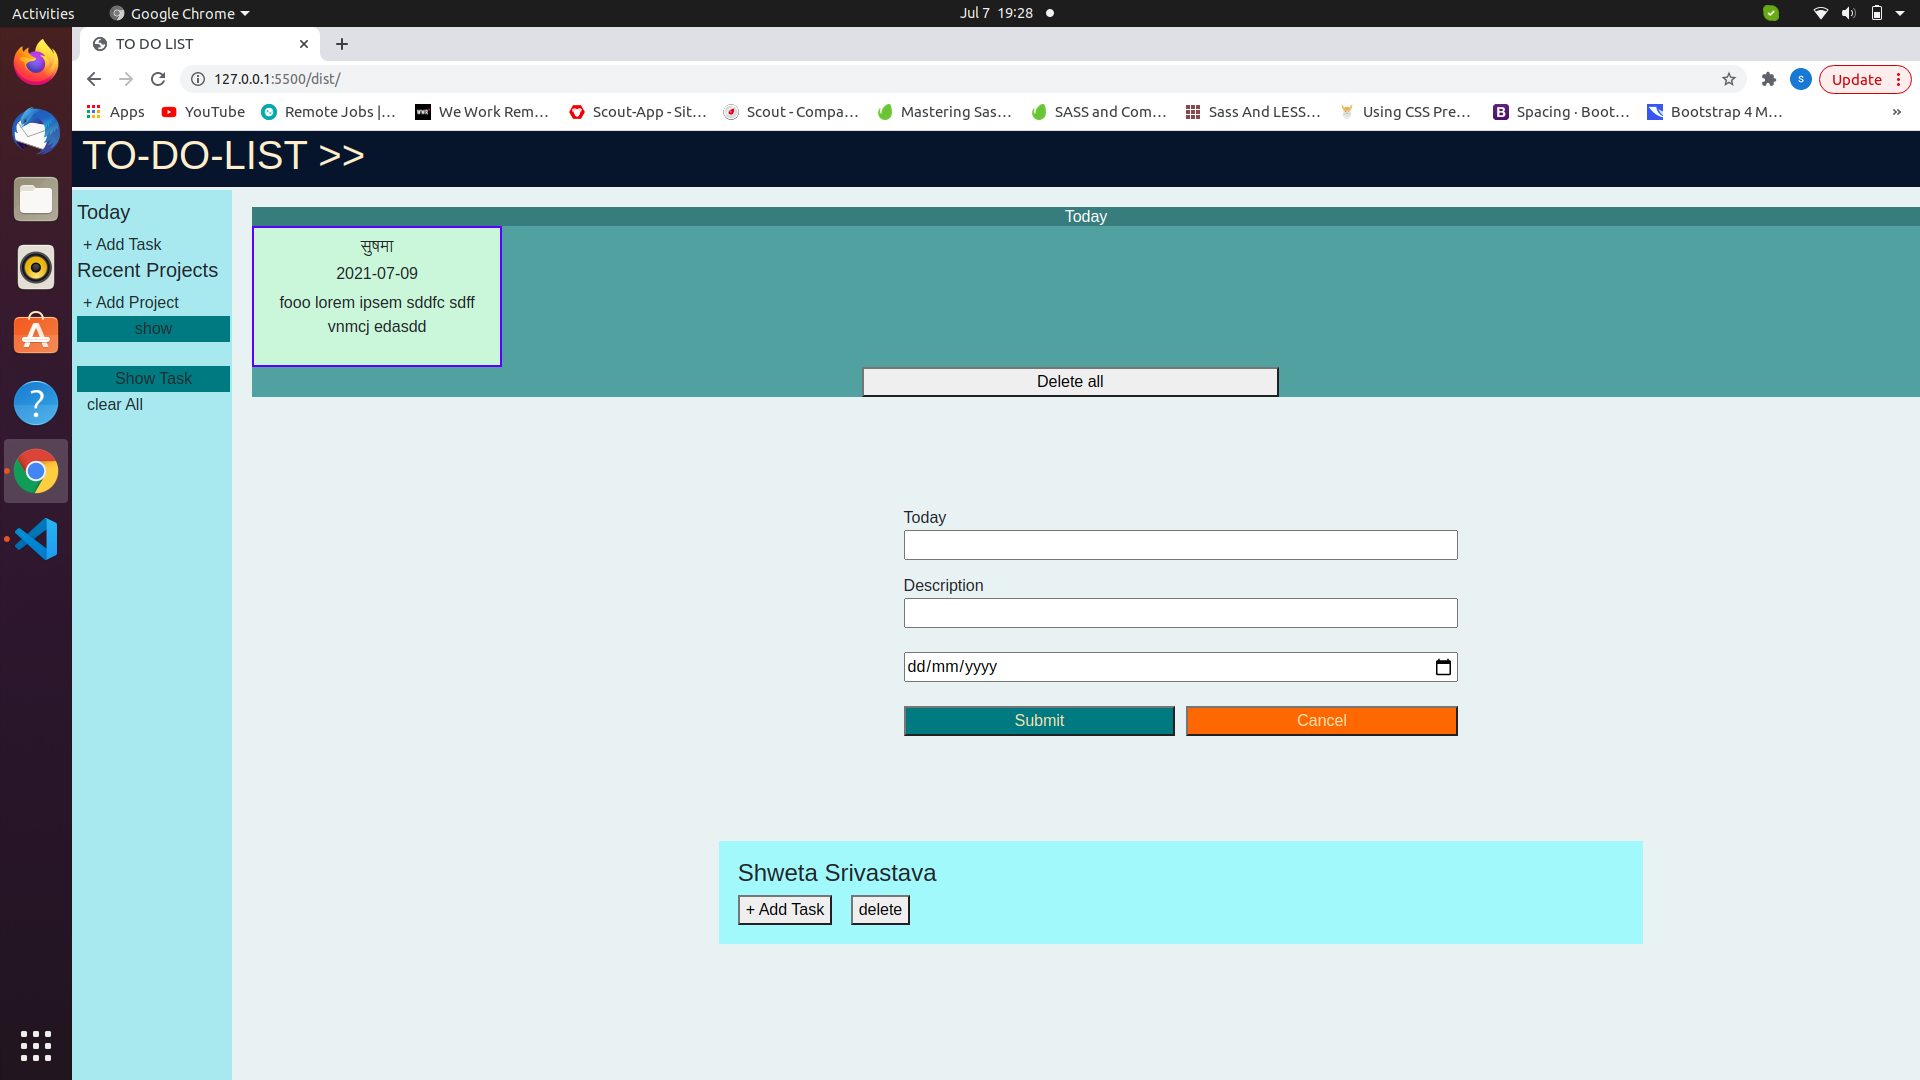 Activities
Google Chrome
Jul 7 19:28
TO DO LIST
127.0.0.1:5500/dist/
S
Update
Apps
YouTube
Remote Jobs |...
We Work Rem...
Scout-App - Sit...
Scout - Compa...
Mastering Sas...
SASS and Com...
Sass And LESS...
Using CSS Pre...
Spacing · Boot...
Bootstrap 4 M...
»
TO-DO-LIST >>
Today
+ Add Task
Recent Projects
+ Add Project
show
Show Task
clear All
Today
सुषमा
2021-07-09
fooo lorem ipsem sddfc sdff
vnmcj edasdd
Delete all
Today
Description
dd/mm/yyyy
Submit
Cancel
Shweta Srivastava
+ Add Task
delete